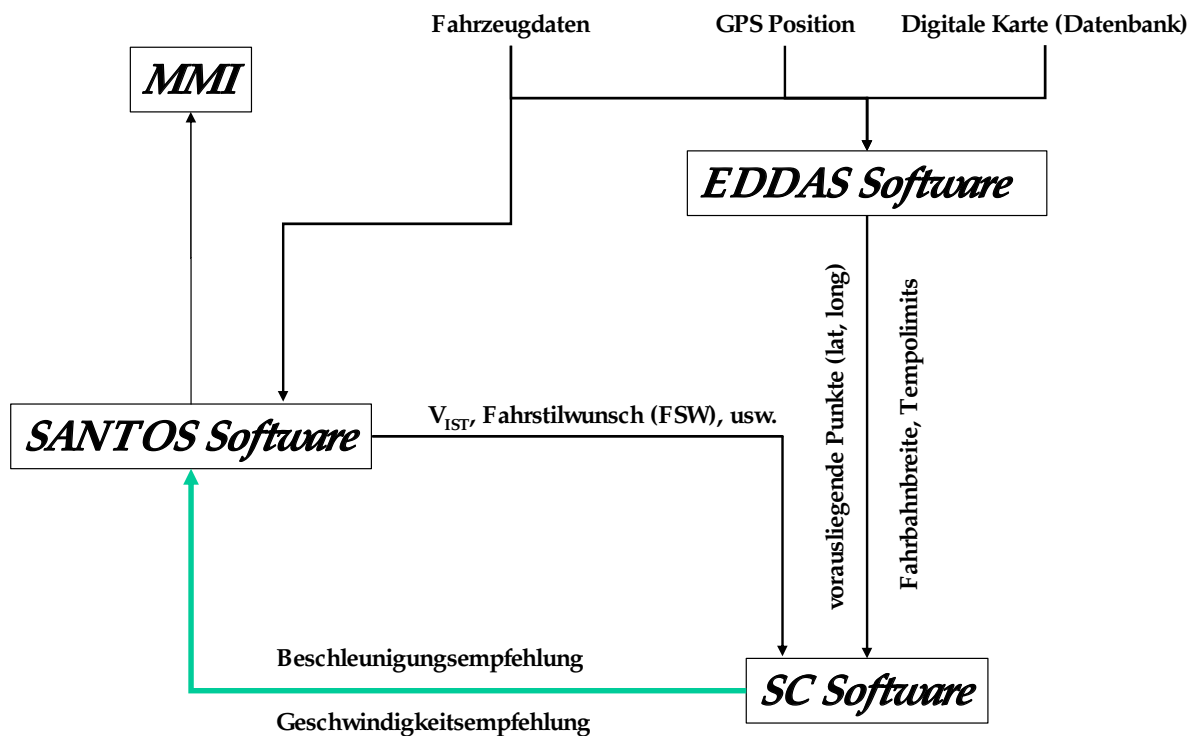 Fahrzeugdaten
GPS Position
Digitale Karte (Datenbank)
MMI
EDDAS Software
vorausliegende Punkte (lat, long)
Fahrbahnbreite, Tempolimits
SANTOS Software
V_IST, Fahrstilwunsch (FSW), usw.
Beschleunigungsempfehlung
Geschwindigkeitsempfehlung
SC Software